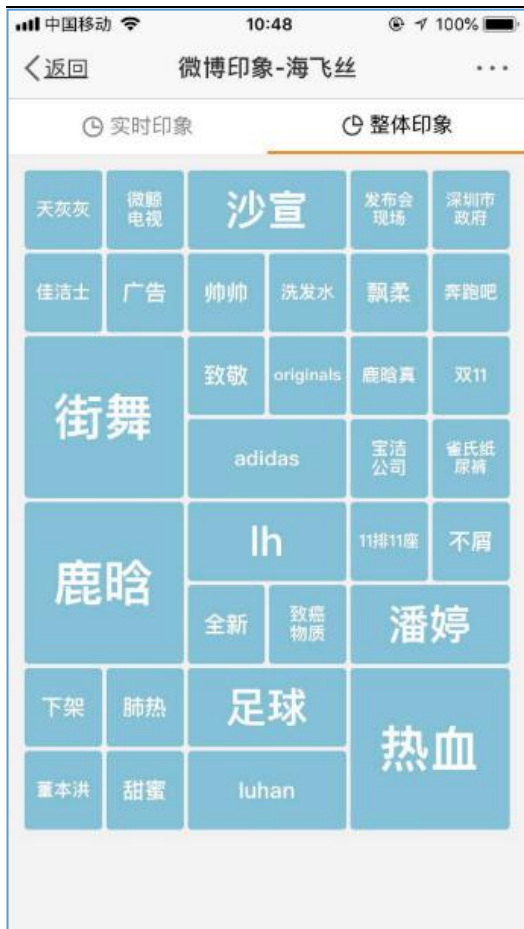 中国移动 10:48 100%
返回 微博印象-海飞丝 ...
实时印象 整体印象
天灰灰
微鲸
电视
沙宣
发布会
现场
深圳市
政府
佳洁士
广告
帅帅
洗发水
飘柔
奔跑吧
街舞
致敬
originals
鹿晗真
双11
adidas
宝洁
公司
雀氏纸
尿裤
鹿晗
lh
11排11座
不屑
全新
致癌
物质
潘婷
下架
肺热
足球
热血
董本洪
甜蜜
luhan